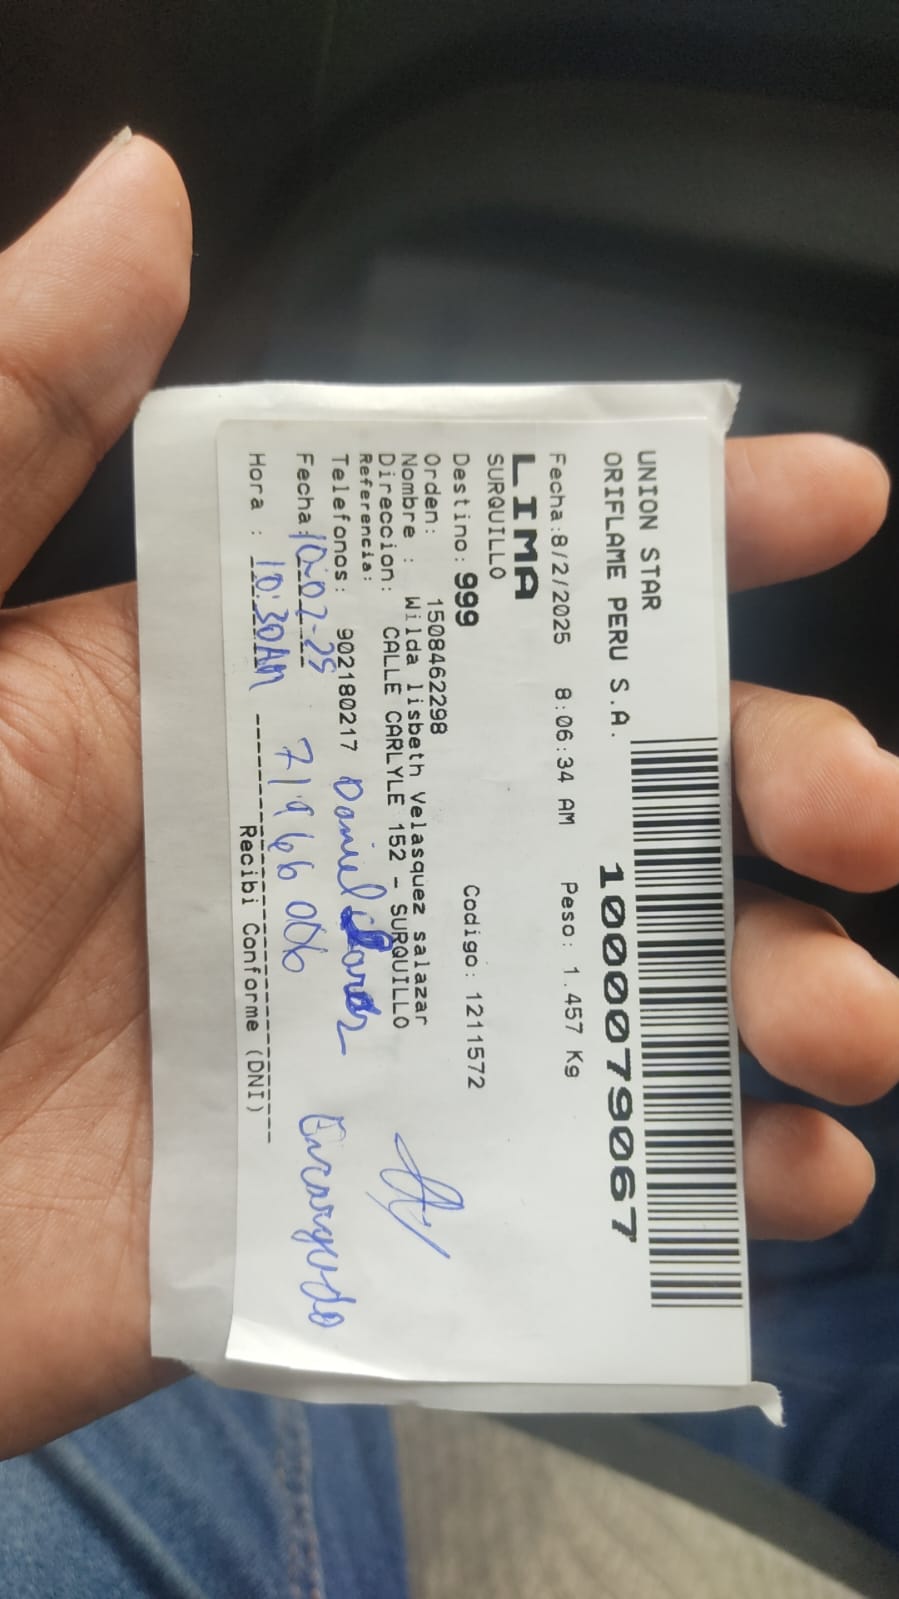 UNION STAR
ORIFLAME PERU S.A. 1000079067
Fecha:8/2/2025 8:06:34 AM Peso: 1.457 Kg
LIMA
SURQUILLO
Destino: 999 Codigo: 1211572
Orden: 1508462298
Nombre : Wilda lisbeth Velasquez salazar
Direccion: CALLE CARLYLE 152 - SURQUILLO
Referencia:
Telefonos: 902180217 Daniel
Fecha: 10-02-25 71966006 Encargado
Hora : 10:30AM
Recibi Conforme (DNI)